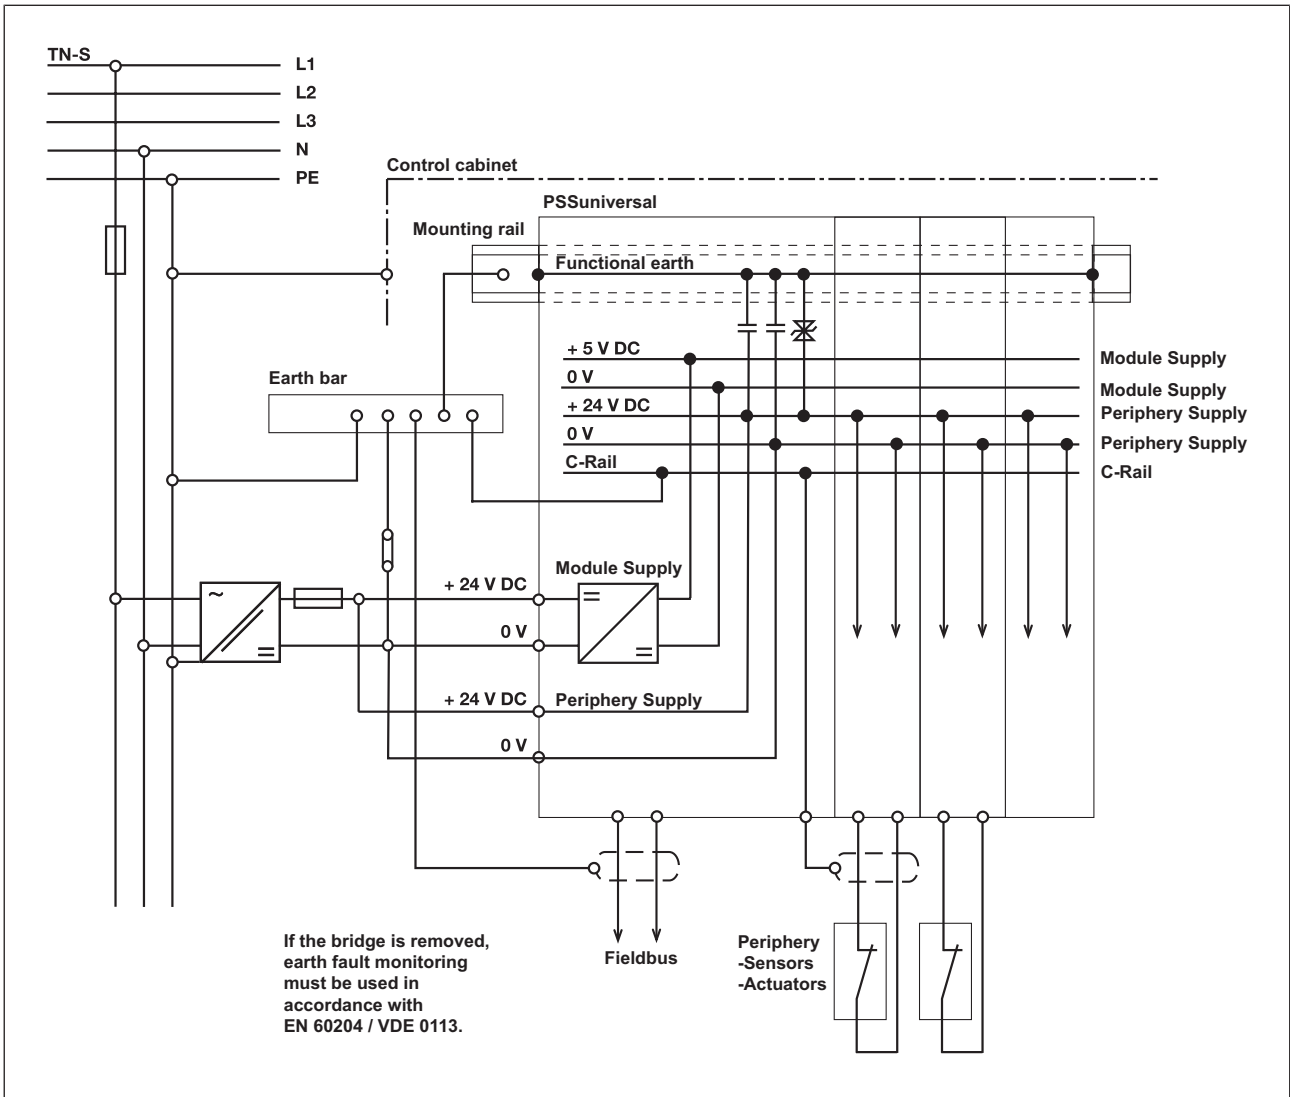 TN-S
L1
L2
L3
N
PE
Control cabinet
PSSuniversal
Mounting rail
Functional earth
+ 5 V DC
Module Supply
0 V
Module Supply
+ 24 V DC
Periphery Supply
0 V
Periphery Supply
C-Rail
C-Rail
Earth bar
Module Supply
+ 24 V DC
0 V
+ 24 V DC
Periphery Supply
0 V
~
Fieldbus
If the bridge is removed,
earth fault monitoring
must be used in
accordance with
EN 60204 / VDE 0113.
Periphery
-Sensors
-Actuators